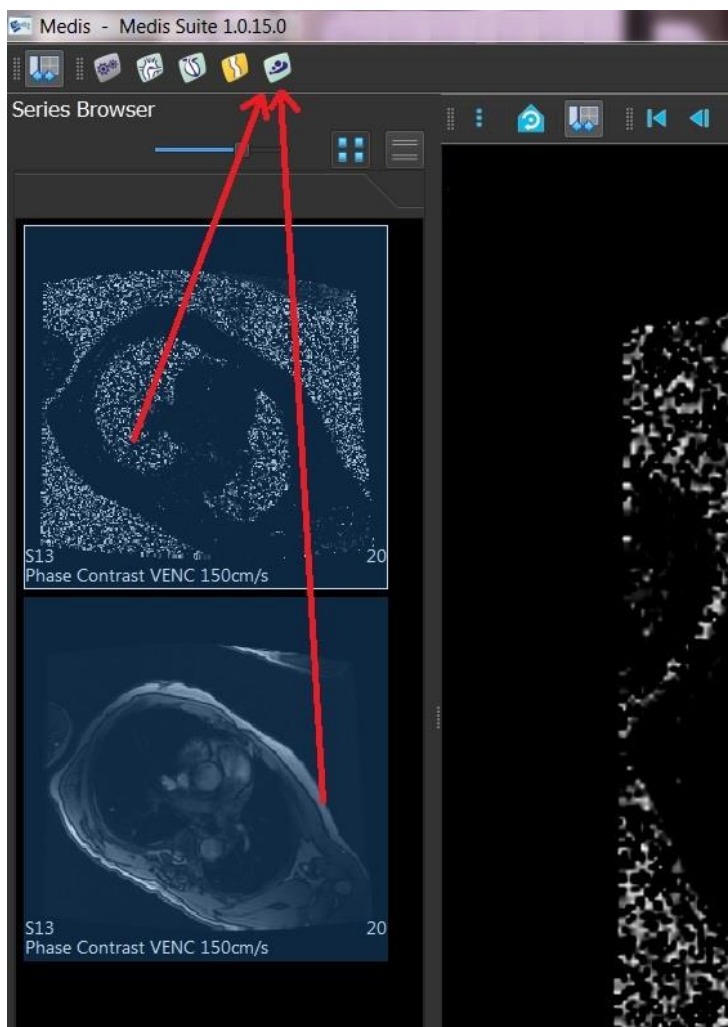 Medis - Medis Suite 1.0.15.0
Series Browser
S13 20
Phase Contrast VENC 150cm/s
S13 20
Phase Contrast VENC 150cm/s